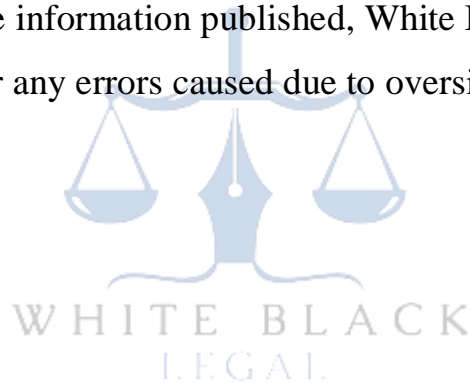 e information published, White
r any errors caused due to oversi
WHITE BLACK
LEGAL